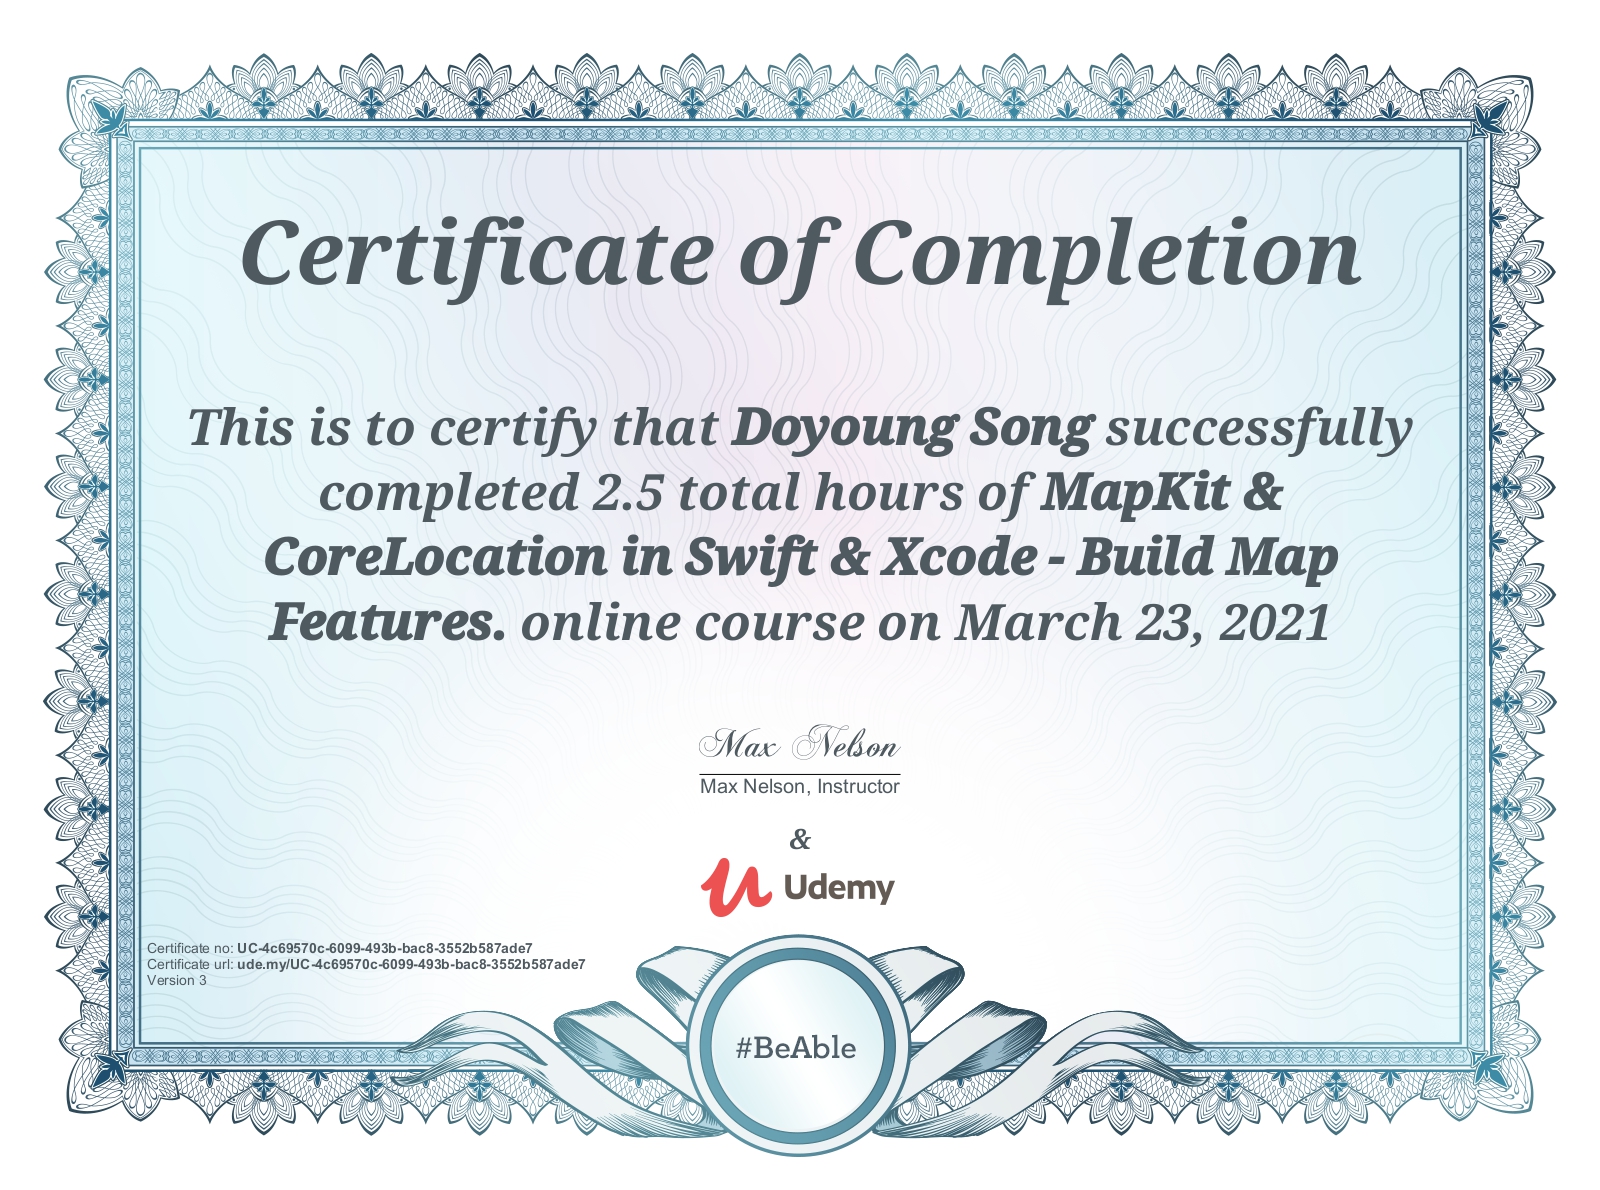 Certificate of Completion
This is to certify that Doyoung Song successfully
completed 2.5 total hours of MapKit &
CoreLocation in Swift & Xcode - Build Map
Features. online course on March 23, 2021
Max Nelson
Max Nelson, Instructor
&
Udemy
Certificate no: UC-4c69570c-6099-493b-bac8-3552b587ade7
Certificate url: ude.my/UC-4c69570c-6099-493b-bac8-3552b587ade7
Version 3
#BeAble